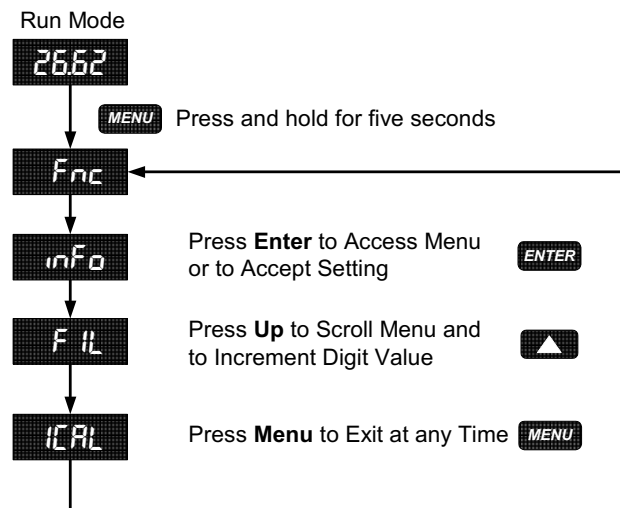 Run Mode
26.62
MENU Press and hold for five seconds
Fnc
inFo
Press Enter to Access Menu
or to Accept Setting
ENTER
FIL
Press Up to Scroll Menu and
to Increment Digit Value
ICAL
Press Menu to Exit at any Time MENU